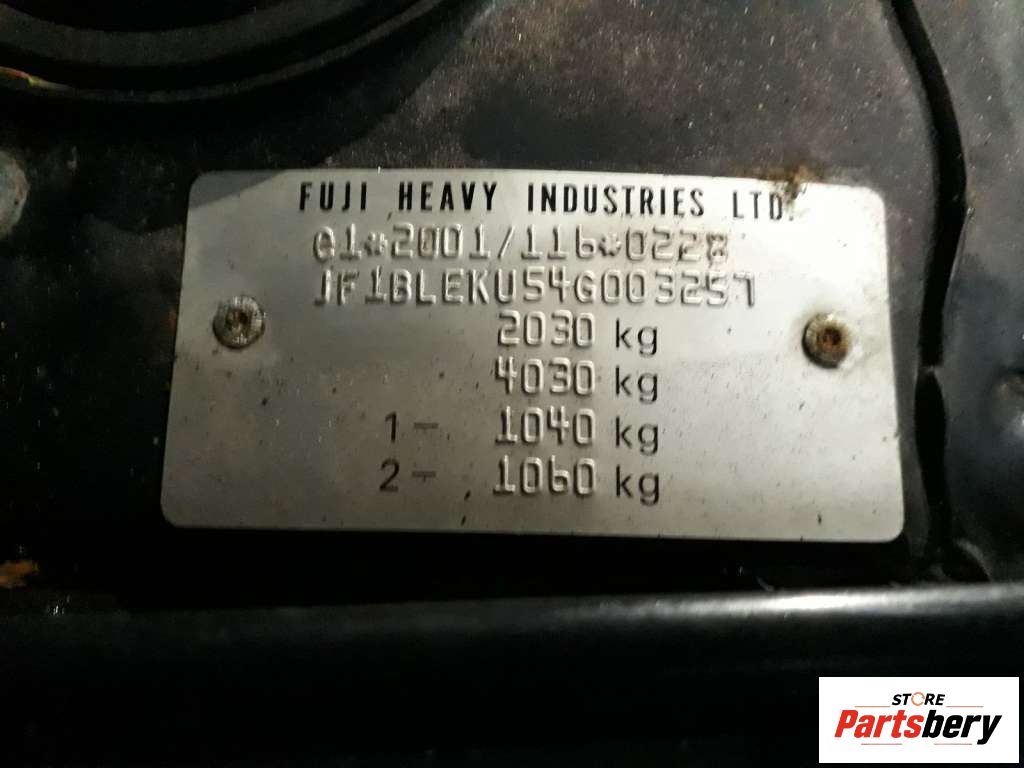 FUJI HEAVY INDUSTRIES LTD.
e1*2001/116*0228
JF1BLEKU54G003257
2030 kg
4030 kg
1- 1040 kg
2- 1060 kg
STORE
Partsbery